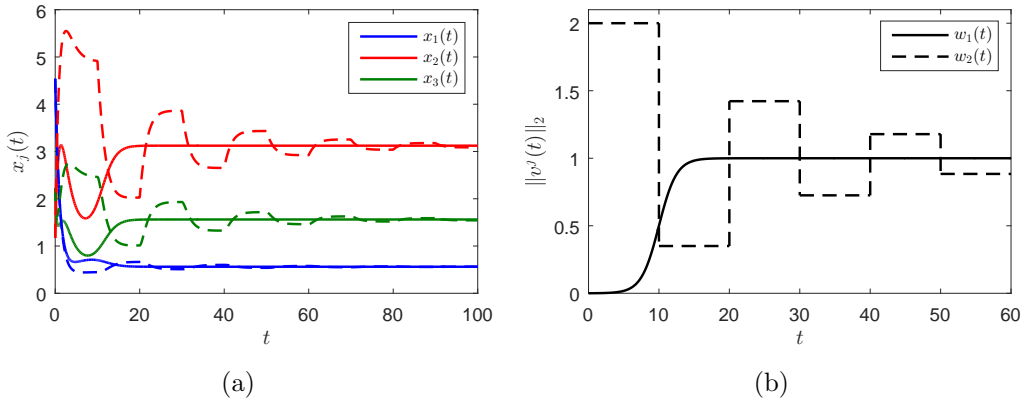 6
5
4
3
2
1
0
0 20 40 60 80 100
x_j(t)
t
x_1(t)
x_2(t)
x_3(t)
(a)
2
1.5
1
0.5
0
0 10 20 30 40 50 60
||v^j(t)||_2
t
w_1(t)
w_2(t)
(b)